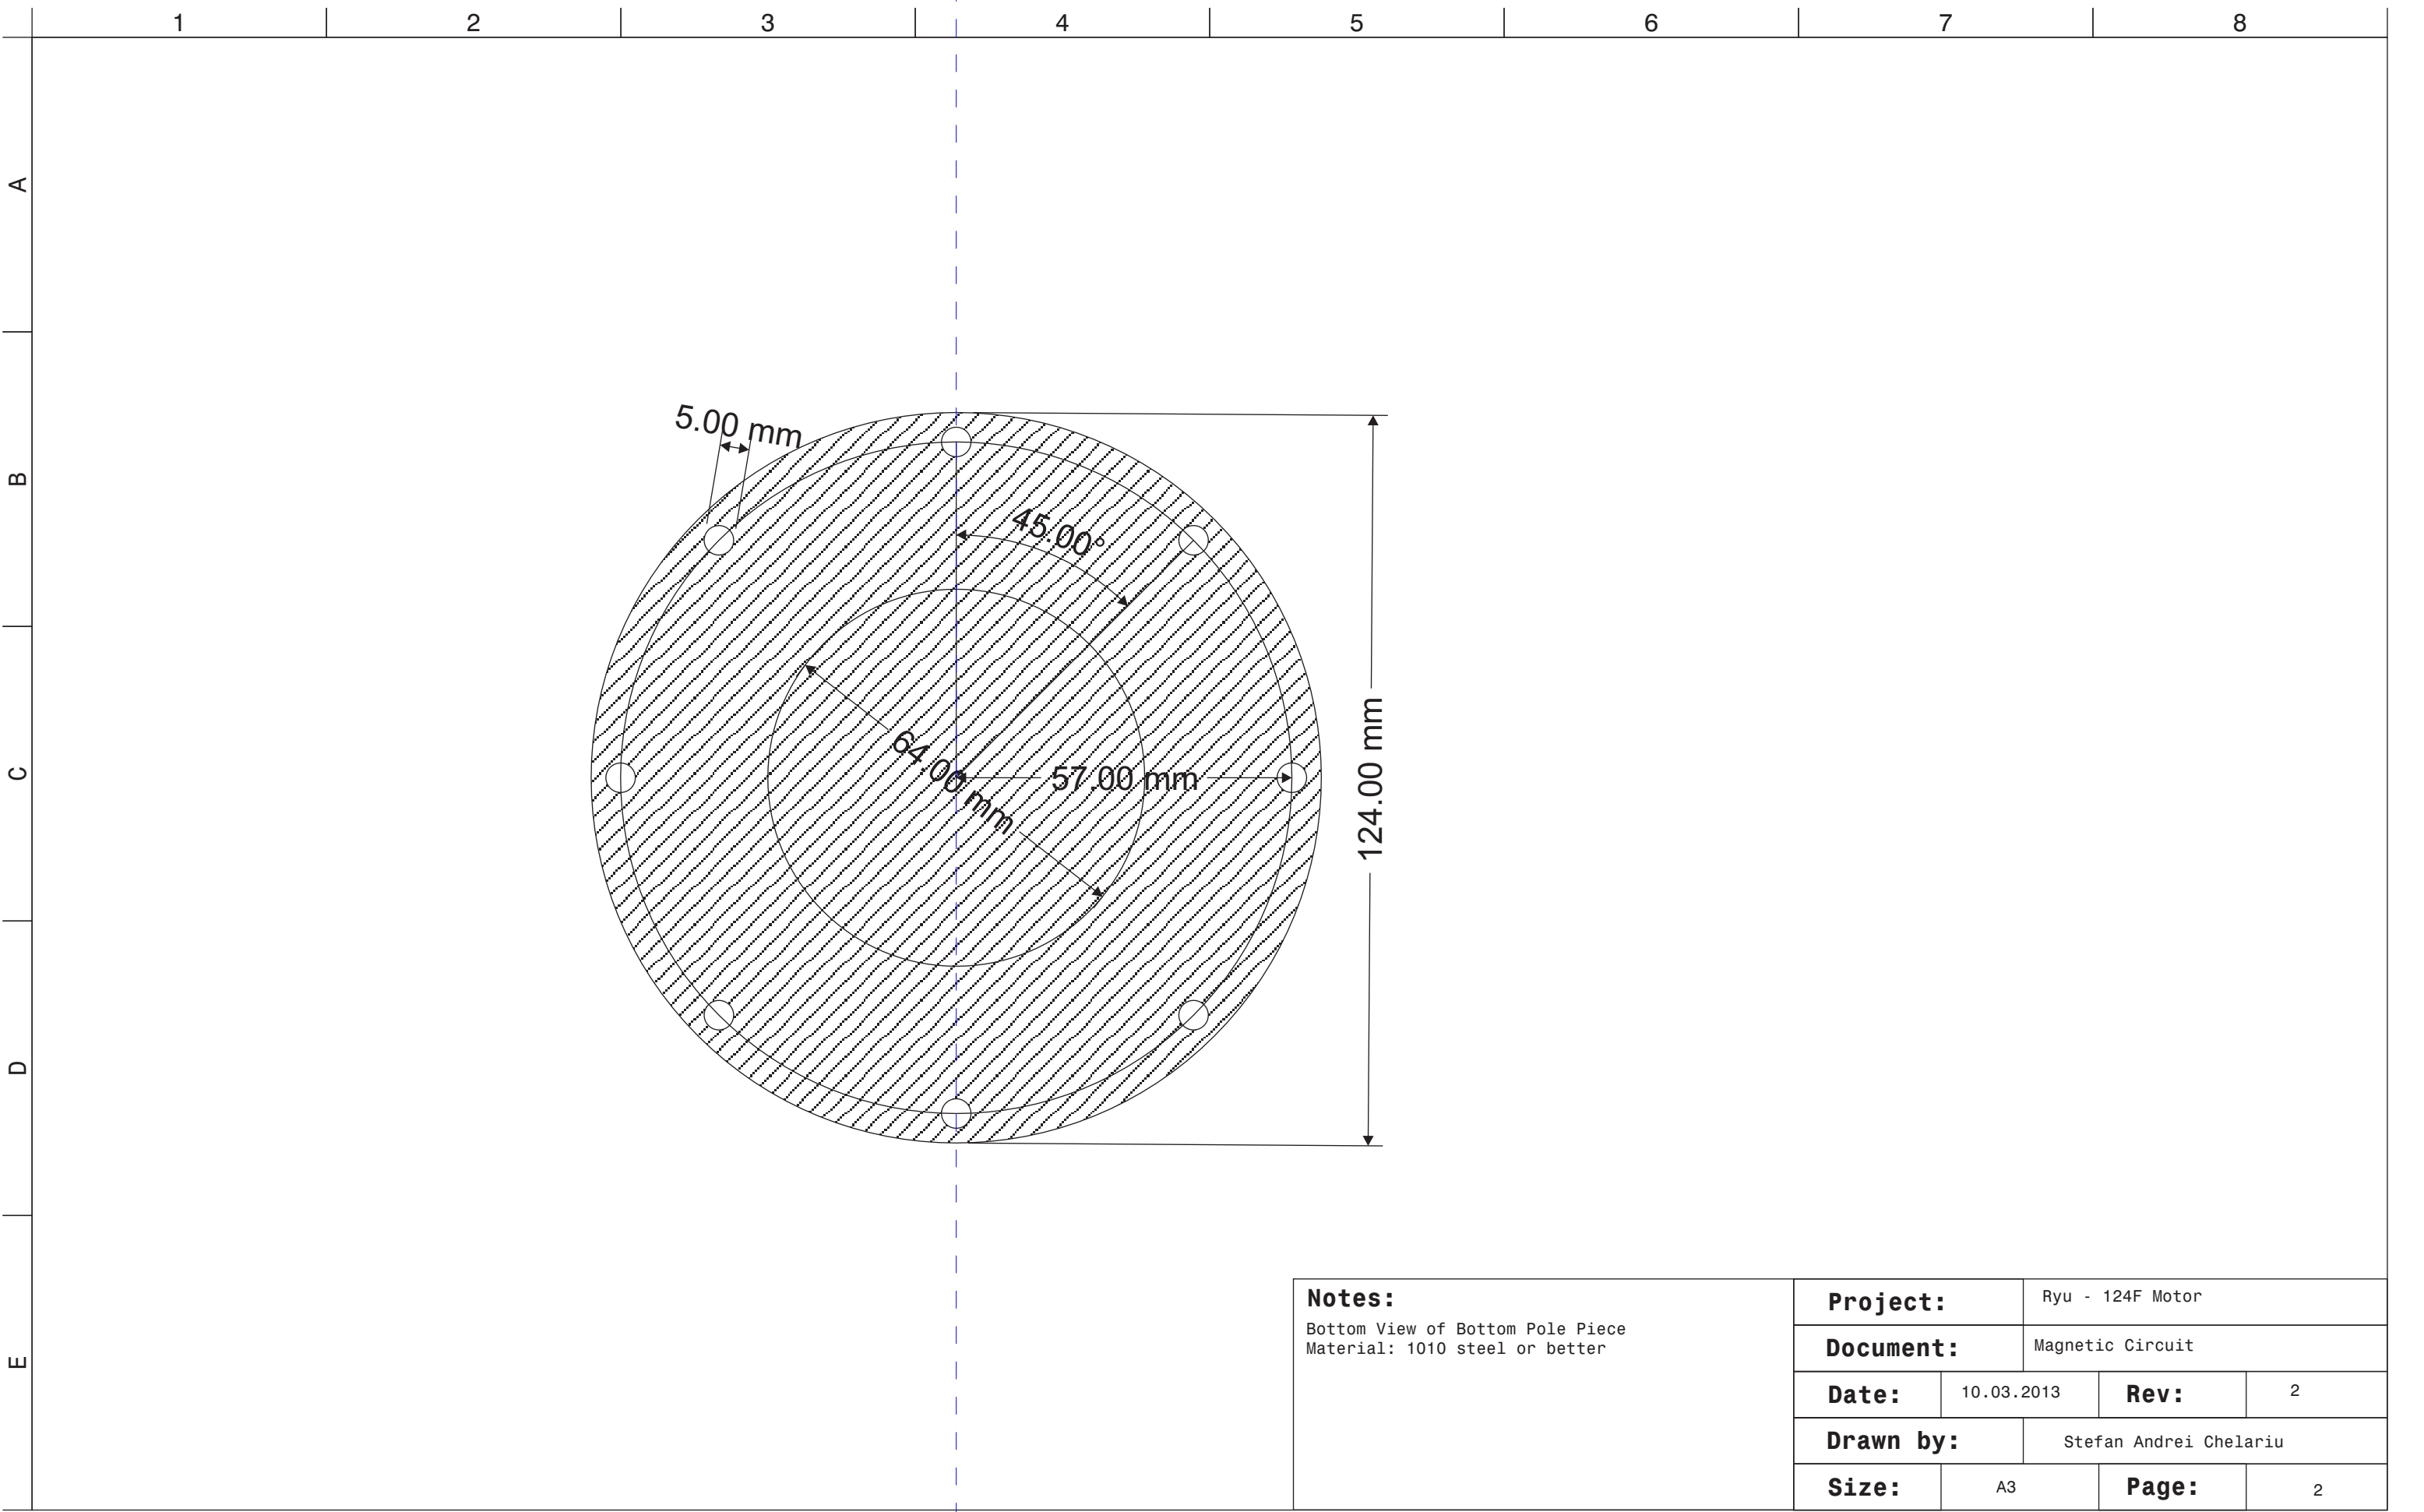 1 2 3 4 5 6 7 8
A
B
C
D
E
5.00 mm
45.00°
64.00 mm
57.00 mm
124.00 mm
Notes:
Bottom View of Bottom Pole Piece
Material: 1010 steel or better
Project: Ryu - 124F Motor
Document: Magnetic Circuit
Date: 10.03.2013 Rev: 2
Drawn by: Stefan Andrei Chelariu
Size: A3 Page: 2